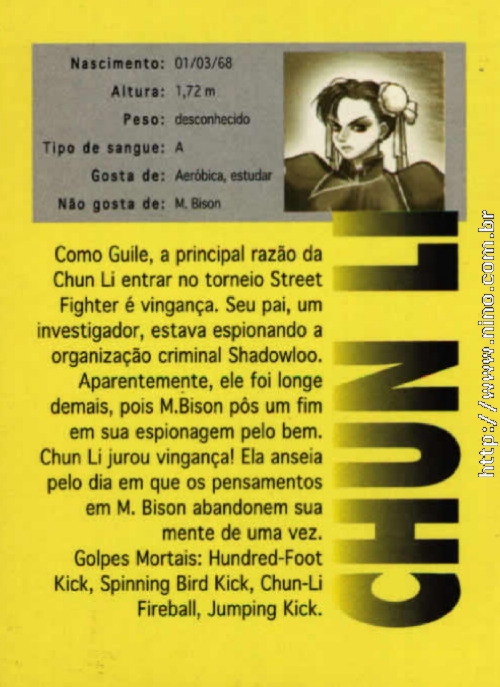 Nascimento: 01/03/68
Altura: 1,72 m
Peso: desconhecido
Tipo de sangue: A
Gosta de: Aeróbica, estudar
Não gosta de: M. Bison
Como Guile, a principal razão da
Chun Li entrar no torneio Street
Fighter é vingança. Seu pai, um
investigador, estava espionando a
organização criminal Shadowloo.
Aparentemente, ele foi longe
demais, pois M.Bison pôs um fim
em sua espionagem pelo bem.
Chun Li jurou vingança! Ela anseia
pelo dia em que os pensamentos
em M. Bison abandonem sua
mente de uma vez.
Golpes Mortais: Hundred-Foot
Kick, Spinning Bird Kick, Chun-Li
Fireball, Jumping Kick.
CHUN LI
http://www.nino.com.br